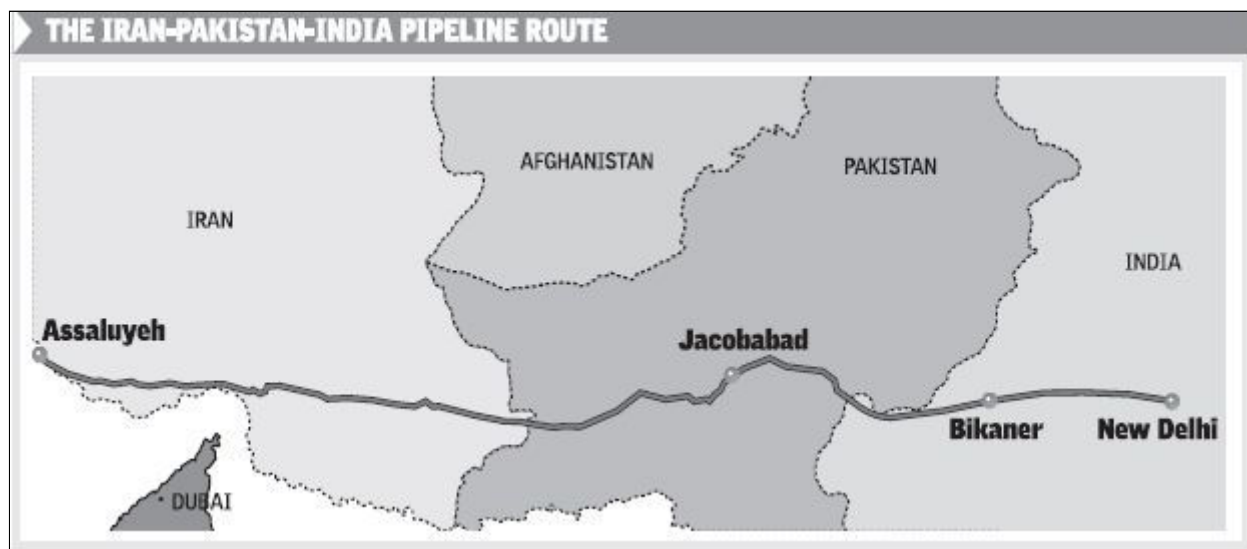 THE IRAN-PAKISTAN-INDIA PIPELINE ROUTE
AFGHANISTAN
PAKISTAN
IRAN
INDIA
Assaluyeh
Jacobabad
Bikaner
New Delhi
DUBAI